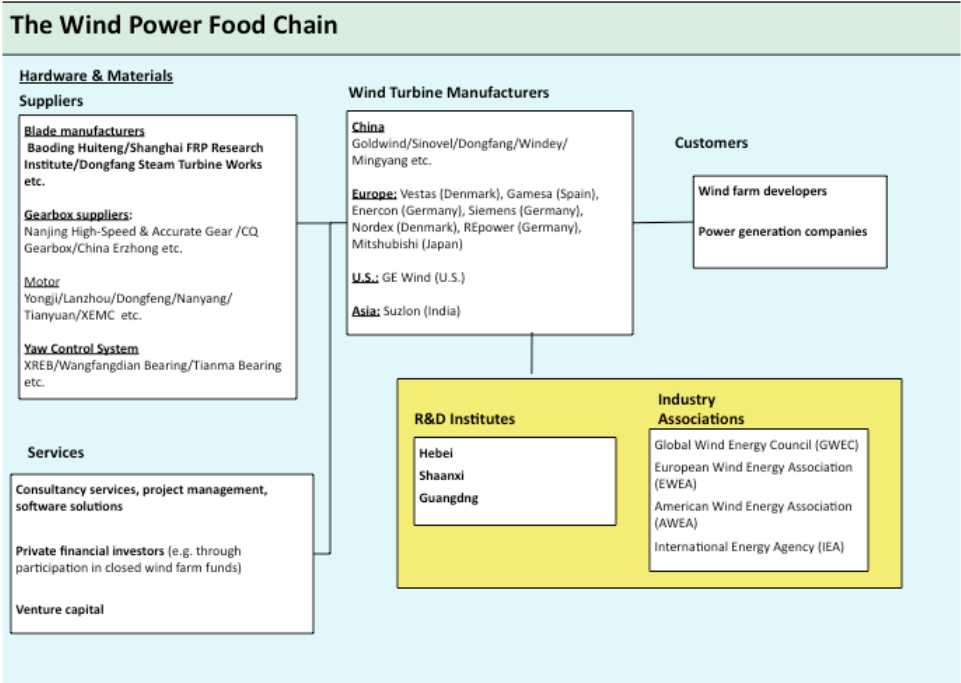 The Wind Power Food Chain
Hardware & Materials
Suppliers
Blade manufacturers
Baoding Huiteng/Shanghai FRP Research
Institute/Dongfang Steam Turbine Works
etc.
Gearbox suppliers:
Nanjing High-Speed & Accurate Gear /CQ
Gearbox/China Erzhong etc.
Motor
Yongji/Lanzhou/Dongfeng/Nanyang/
Tianyuan/XEMC etc.
Yaw Control System
XREB/Wangfangdian Bearing/Tianma Bearing
etc.
Services
Consultancy services, project management,
software solutions
Private financial investors (e.g. through
participation in closed wind farm funds)
Venture capital
Wind Turbine Manufacturers
China
Goldwind/Sinovel/Dongfang/Windey/
Mingyang etc.
Europe: Vestas (Denmark), Gamesa (Spain),
Enercon (Germany), Siemens (Germany),
Nordex (Denmark), REpower (Germany),
Mitshubishi (Japan)
U.S.: GE Wind (U.S.)
Asia: Suzlon (India)
Customers
Wind farm developers
Power generation companies
R&D Institutes
Hebei
Shaanxi
Guangdng
Industry
Associations
Global Wind Energy Council (GWEC)
European Wind Energy Association
(EWEA)
American Wind Energy Association
(AWEA)
International Energy Agency (IEA)